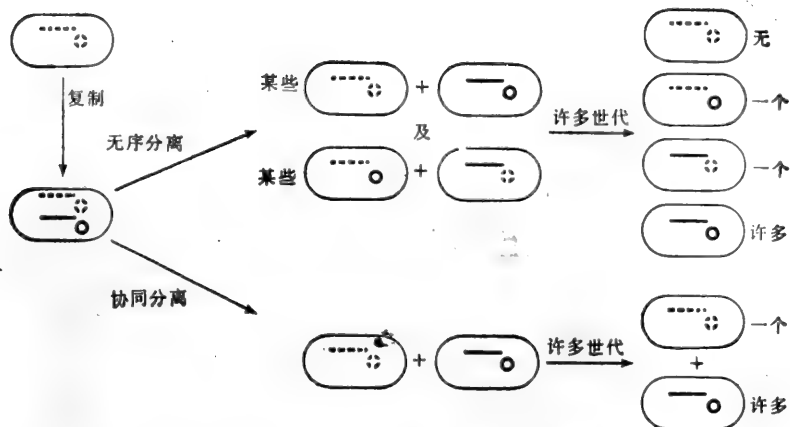 复制
无序分离
某些
+
及
某些
+
许多世代
无
一个
一个
许多
协同分离
+
许多世代
一个
+
许多